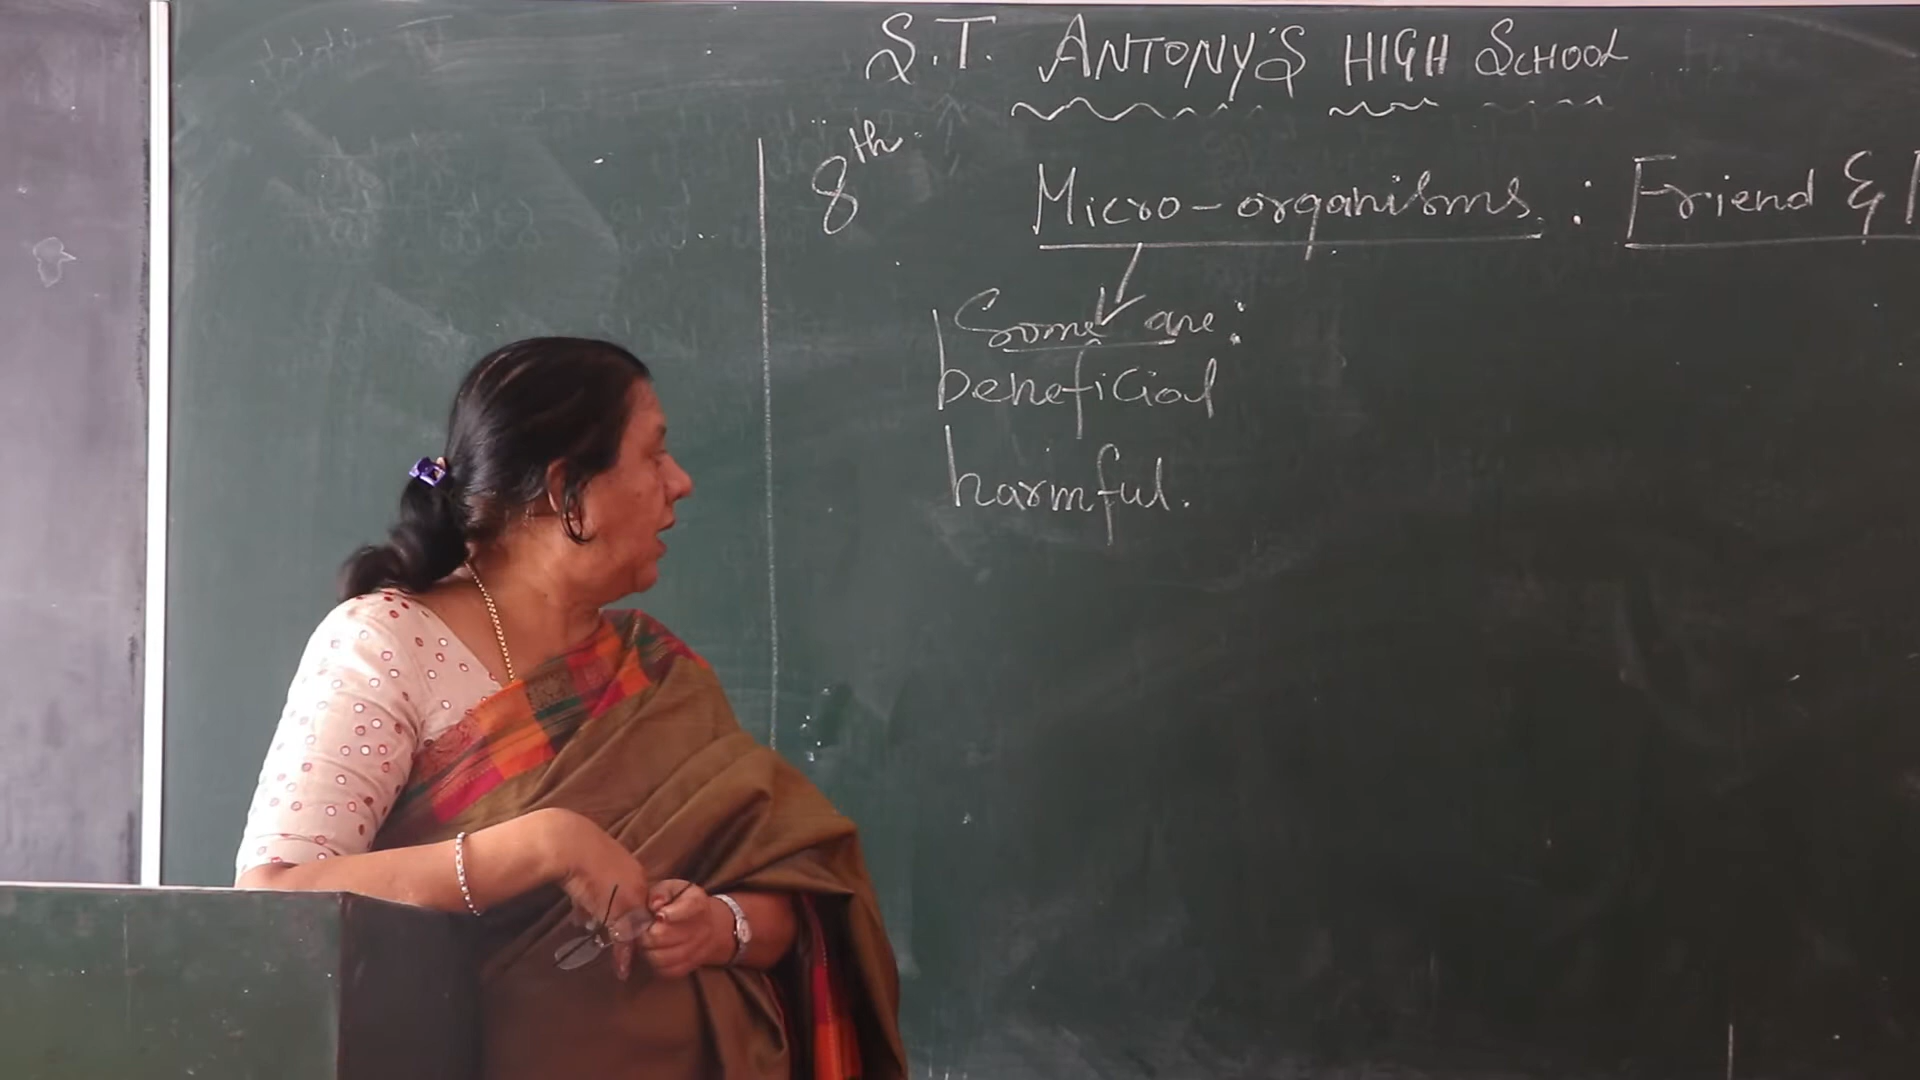 S.T. ANTONY'S HIGH SCHOOL
8th
Micro-organisms : Friend &
Some are:
beneficial
harmful.